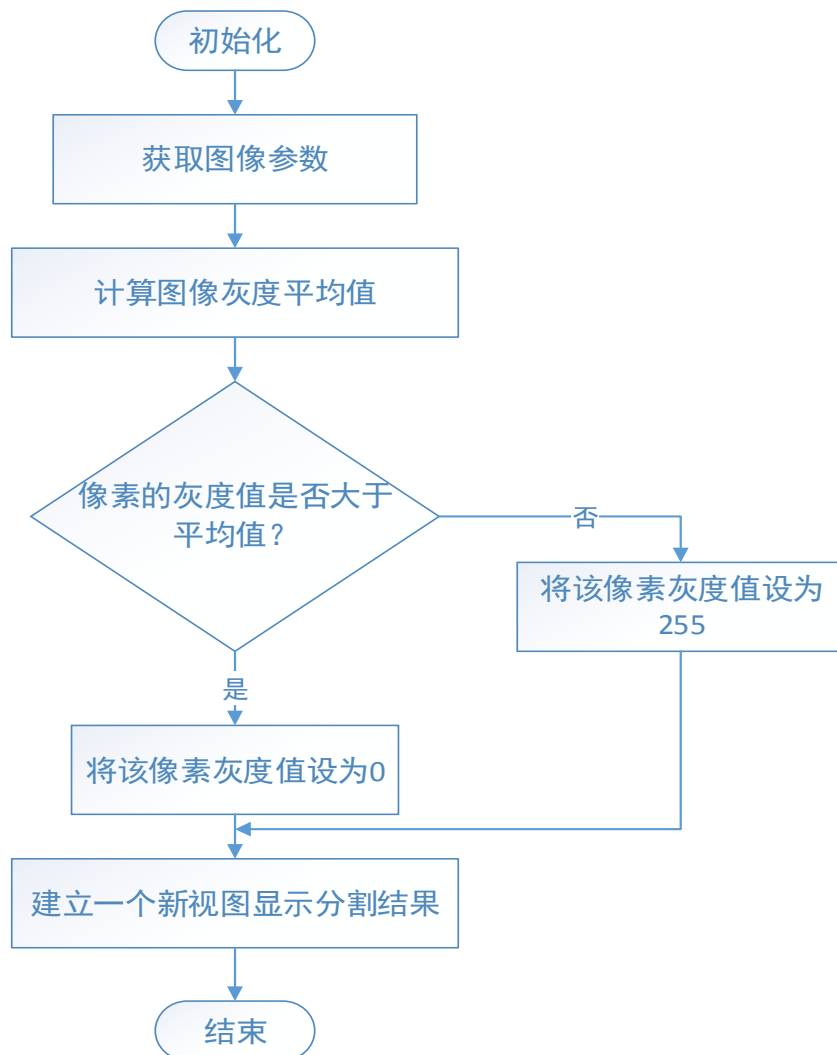 初始化
获取图像参数
计算图像灰度平均值
像素的灰度值是否大于
平均值？
否
将该像素灰度值设为
255
是
将该像素灰度值设为0
建立一个新视图显示分割结果
结束